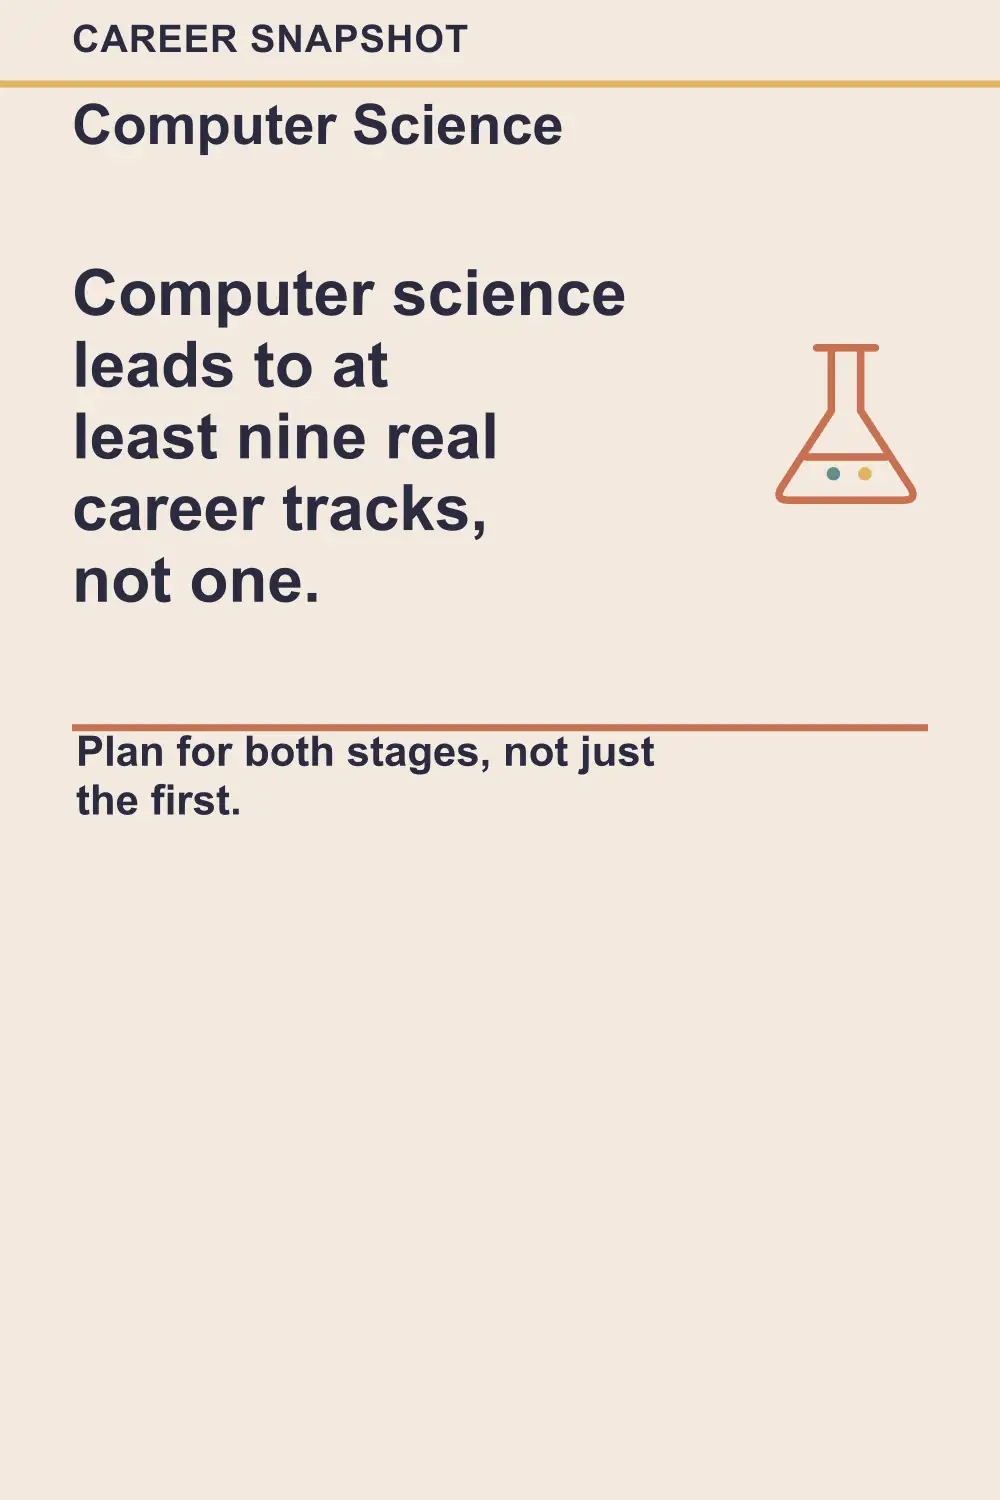 CAREER SNAPSHOT
Computer Science
Computer science
leads to at
least nine real
career tracks,
not one.
Plan for both stages, not just
the first.